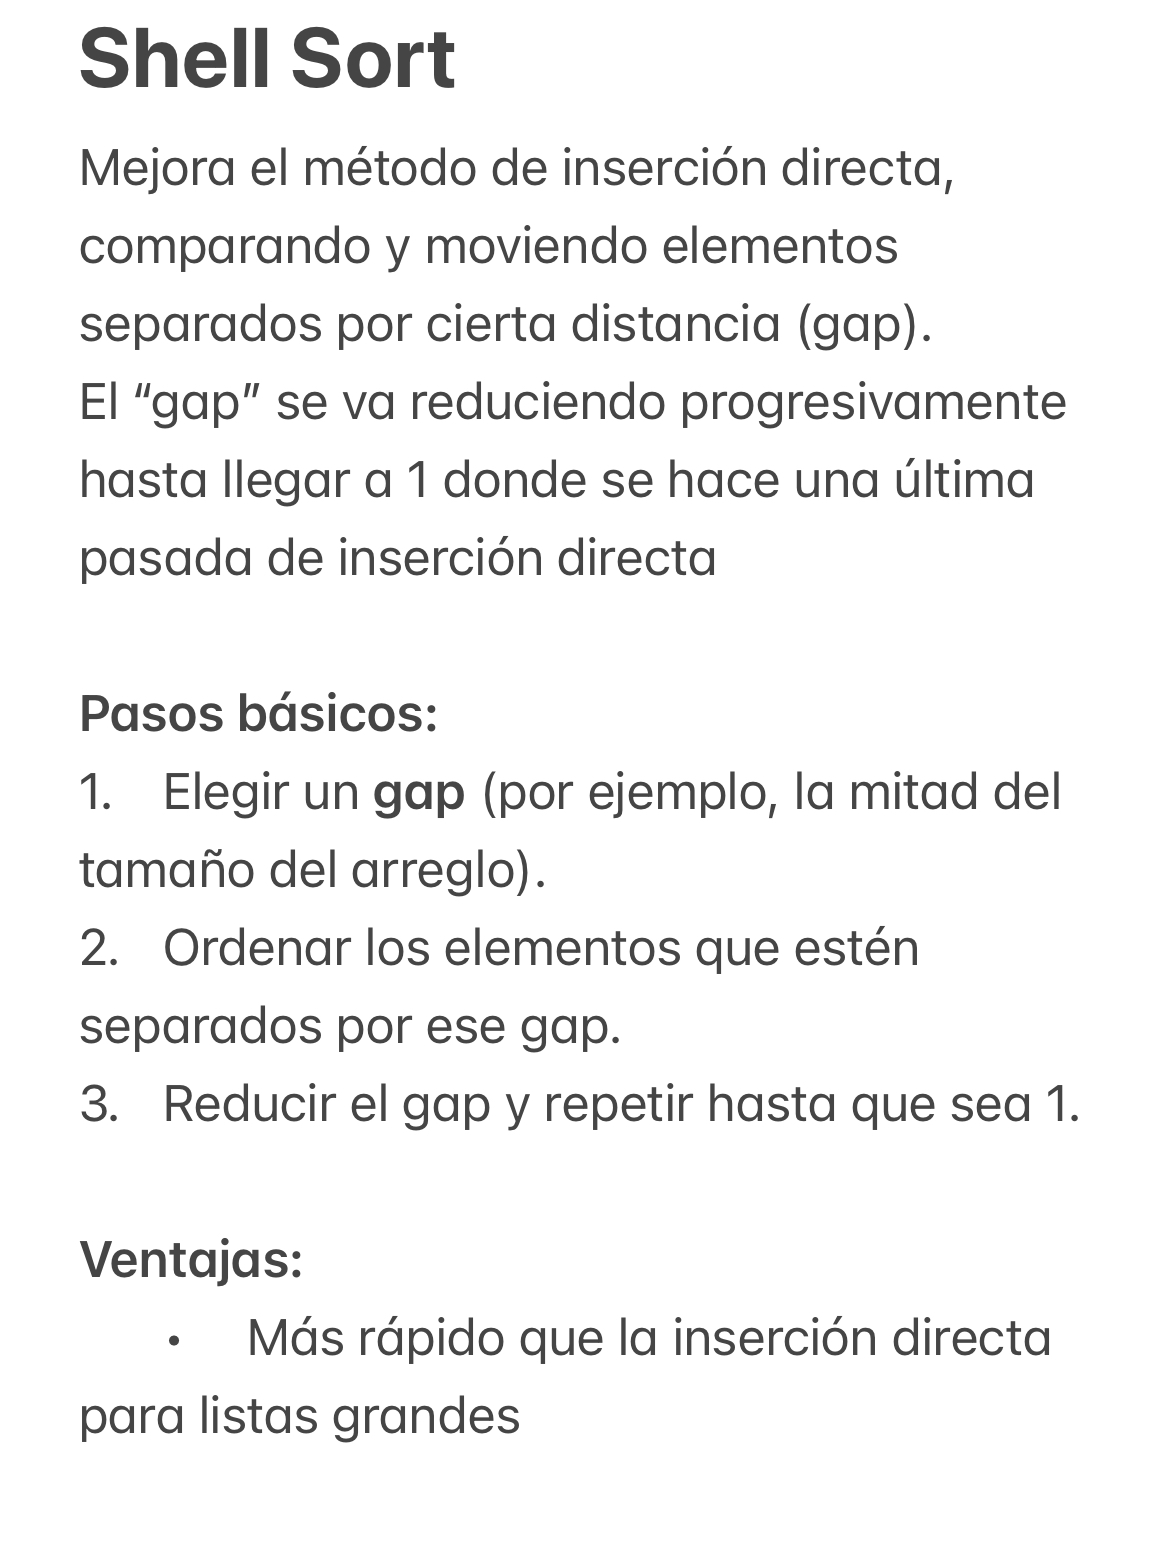 Shell Sort
Mejora el método de inserción directa,
comparando y moviendo elementos
separados por cierta distancia (gap).
El “gap” se va reduciendo progresivamente
hasta llegar a 1 donde se hace una última
pasada de inserción directa
Pasos básicos:
1. Elegir un gap (por ejemplo, la mitad del
tamaño del arreglo).
2. Ordenar los elementos que estén
separados por ese gap.
3. Reducir el gap y repetir hasta que sea 1.
Ventajas:
• Más rápido que la inserción directa
para listas grandes